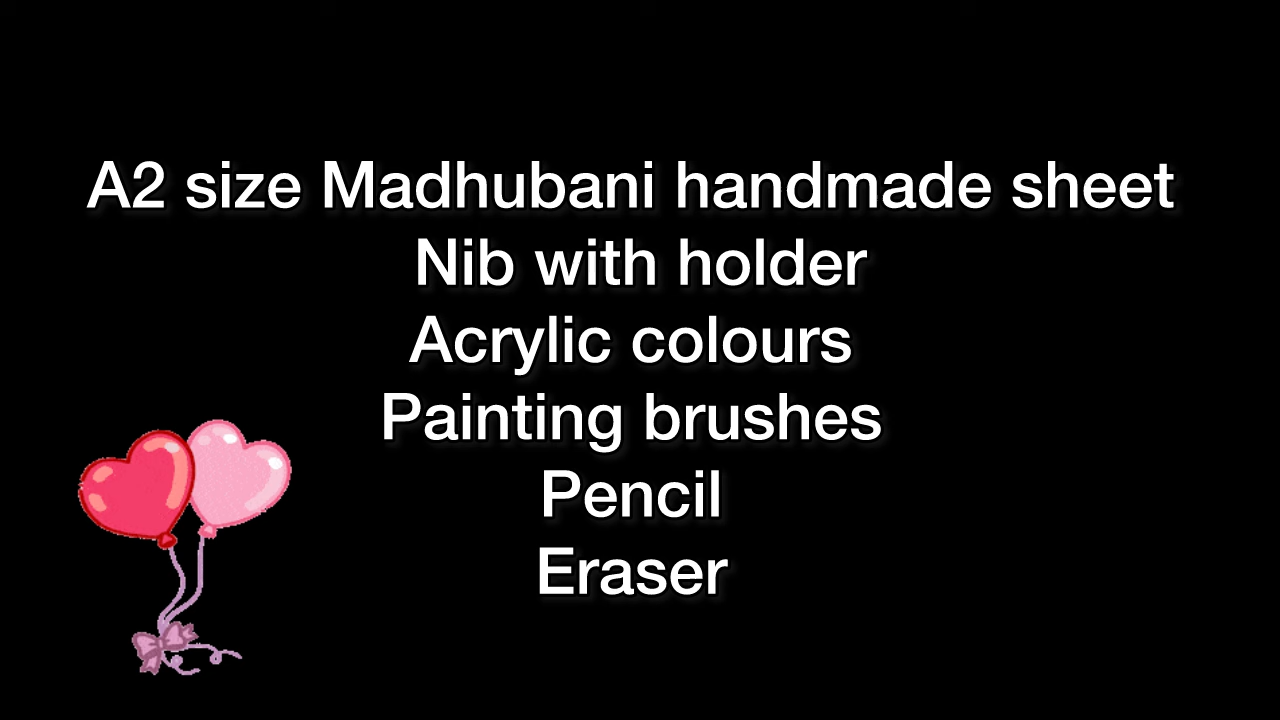 A2 size Madhubani handmade sheet
Nib with holder
Acrylic colours
Painting brushes
Pencil
Eraser